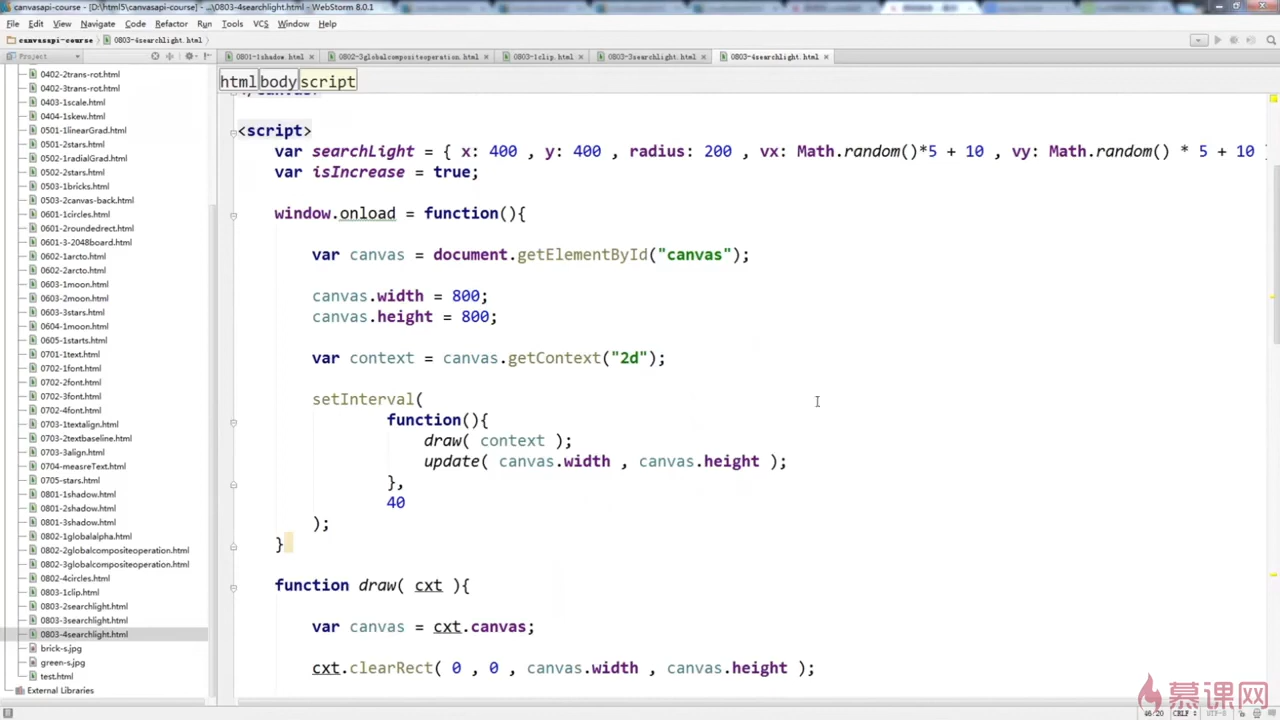 canvasapi-course - [D:\html5\canvasapi-course] - ...\0803-4searchlight.html - WebStorm 8.0.1
File Edit View Navigate Code Refactor Run Tools VCS Window Help
canvasapi-course 0803-4searchlight.html
Project
0801-1shadow.html 0802-3globalcompositeoperation.html 0803-1clip.html 0803-3searchlight.html 0803-4searchlight.html
html body script
0402-2trans-rot.html
0402-3trans-rot.html
0403-1scale.html
0404-1skew.html
0501-1linearGrad.html
0501-2stars.html
0502-1radialGrad.html
0502-2stars.html
0503-1bricks.html
0503-2canvas-back.html
0601-1circles.html
0601-2roundedrect.html
0601-3-2048board.html
0602-1arcto.html
0602-2arcto.html
0603-1moon.html
0603-2moon.html
0603-3stars.html
0604-1moon.html
0605-1starts.html
0701-1text.html
0702-1font.html
0702-2font.html
0702-3font.html
0702-4font.html
0703-1textalign.html
0703-2textbaseline.html
0703-3align.html
0704-measreText.html
0705-stars.html
0801-1shadow.html
0801-2shadow.html
0801-3shadow.html
0802-1globalalpha.html
0802-2globalcompositeoperation.html
0802-3globalcompositeoperation.html
0802-4circles.html
0803-1clip.html
0803-2searchlight.html
0803-3searchlight.html
0803-4searchlight.html
brick-s.jpg
green-s.jpg
test.html
External Libraries
<script>
var searchLight = { x: 400 , y: 400 , radius: 200 , vx: Math.random()*5 + 10 , vy: Math.random() * 5 + 10
var isIncrease = true;
window.onload = function(){
var canvas = document.getElementById("canvas");
canvas.width = 800;
canvas.height = 800;
var context = canvas.getContext("2d");
setInterval(
function(){
draw( context );
update( canvas.width , canvas.height );
},
40
);
}
function draw( cxt ){
var canvas = cxt.canvas;
cxt.clearRect( 0 , 0 , canvas.width , canvas.height );
慕课网
46:20 CRLF UTF-8